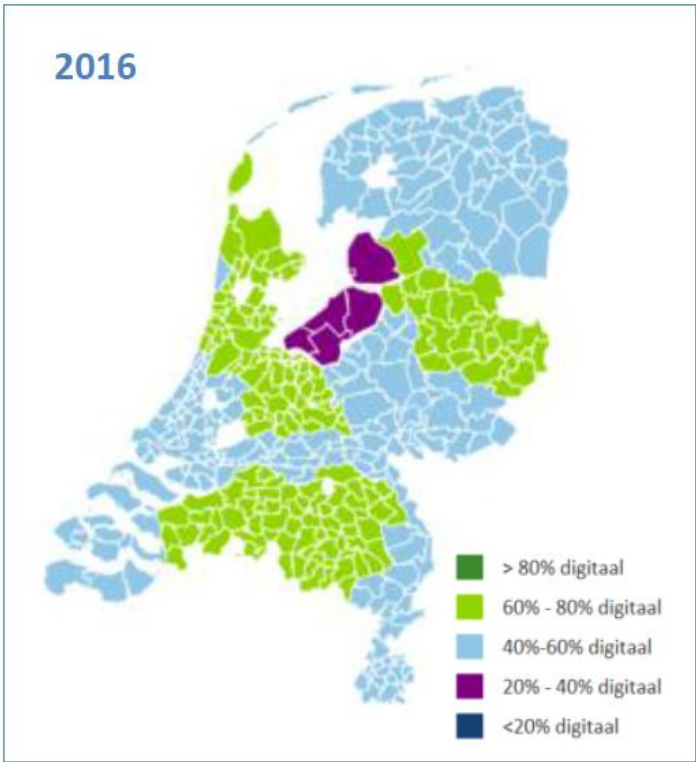 2016
> 80% digitaal
60% - 80% digitaal
40%-60% digitaal
20% - 40% digitaal
<20% digitaal